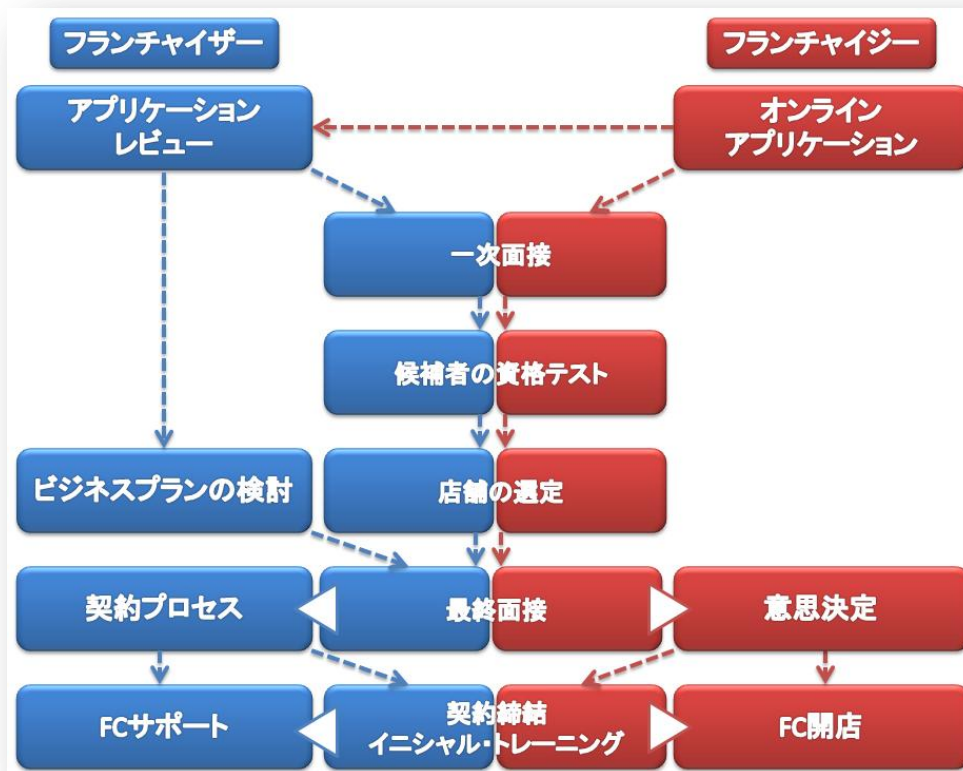 フランチャイザー
フランチャイジー
アプリケーション
レビュー
オンライン
アプリケーション
一次面接
候補者の資格テスト
ビジネスプランの検討
店舗の選定
契約プロセス
最終面接
意思決定
FCサポート
契約締結
イニシャル・トレーニング
FC開店